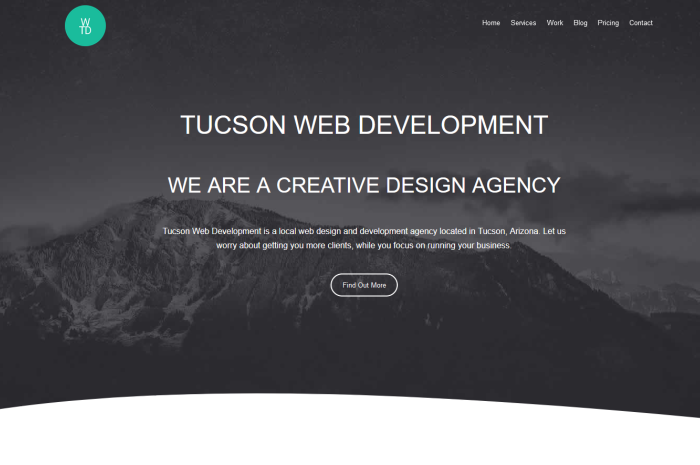 W
TD
Home Services Work Blog Pricing Contact
TUCSON WEB DEVELOPMENT
WE ARE A CREATIVE DESIGN AGENCY
Tucson Web Development is a local web design and development agency located in Tucson, Arizona. Let us
worry about getting you more clients, while you focus on running your business.
Find Out More